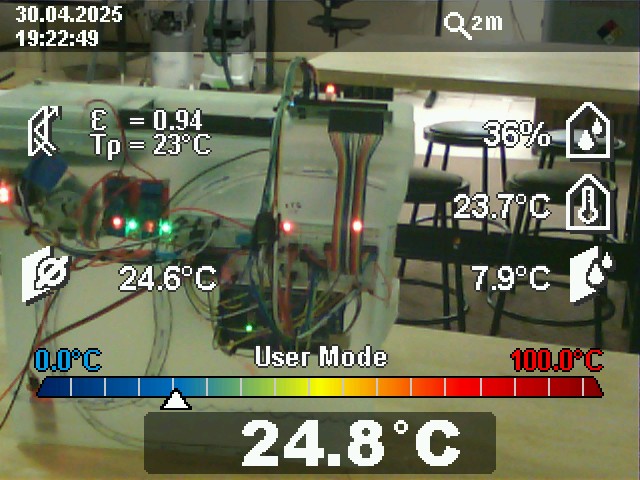 30.04.2025
19:22:49
2m
ε = 0.94
Tp = 23°C
36%
23.7°C
24.6°C
7.9°C
0.0°C
User Mode
100.0°C
24.8°C